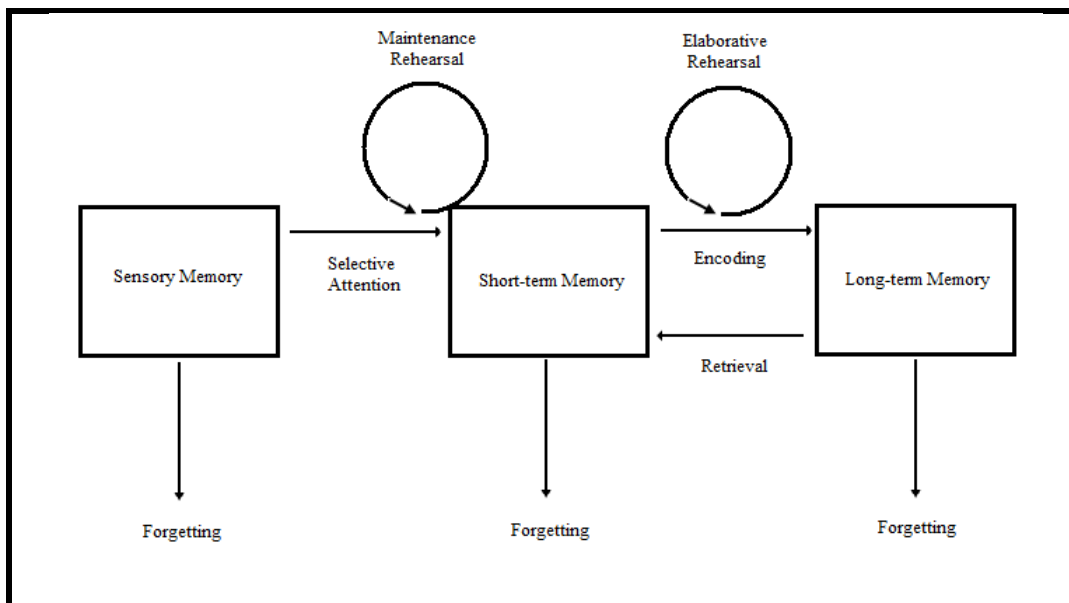 Maintenance
Rehearsal
Elaborative
Rehearsal
Sensory Memory
Selective
Attention
Short-term Memory
Encoding
Retrieval
Long-term Memory
Forgetting
Forgetting
Forgetting